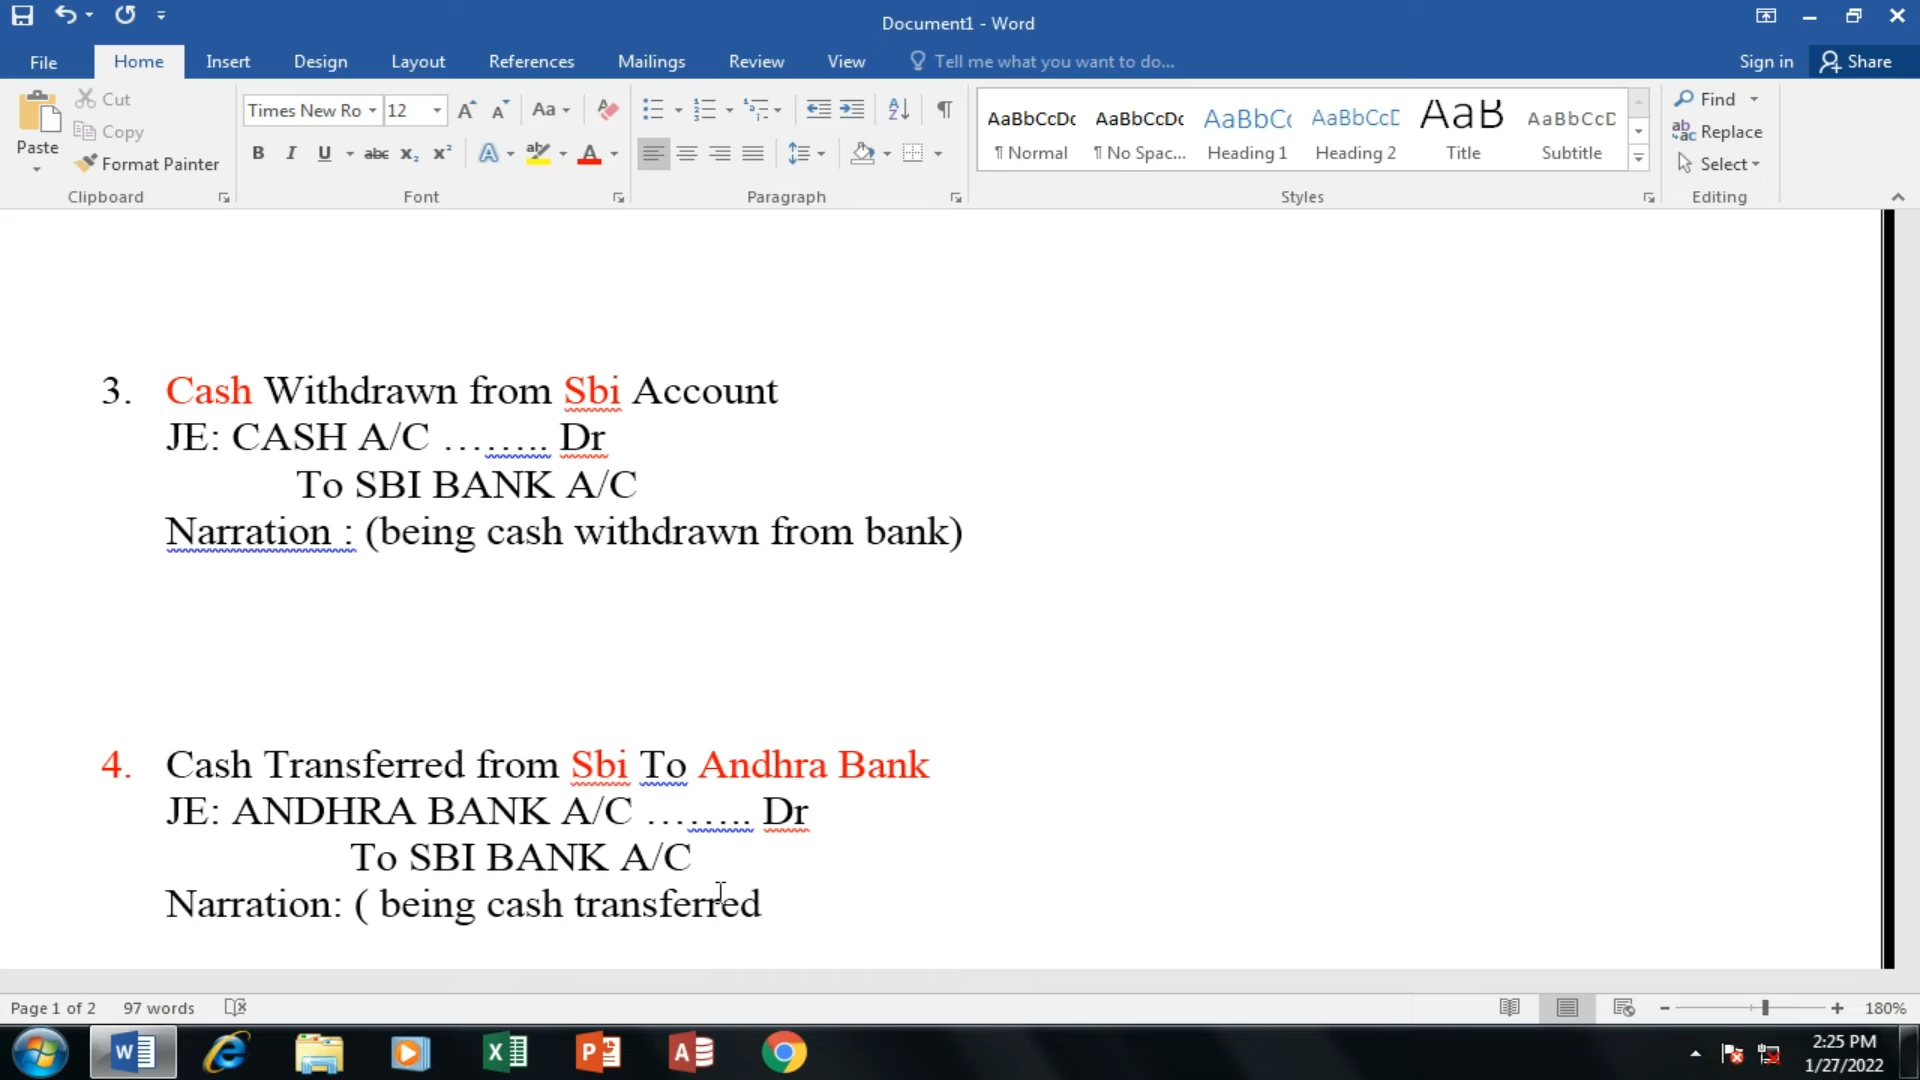 Document1 - Word
File
Home
Insert
Design
Layout
References
Mailings
Review
View
Tell me what you want to do...
Sign in
Share
Paste
Cut
Copy
Format Painter
Clipboard
Times New Ro
12
Font
Paragraph
AaBbCcDc
¶ Normal
AaBbCcDc
¶ No Spac...
AaBbCc
Heading 1
AaBbCcD
Heading 2
AaB
Title
AaBbCcD
Subtitle
Styles
Find
Replace
Select
Editing
3. Cash Withdrawn from Sbi Account
JE: CASH A/C …….. Dr
To SBI BANK A/C
Narration : (being cash withdrawn from bank)
4. Cash Transferred from Sbi To Andhra Bank
JE: ANDHRA BANK A/C …….. Dr
To SBI BANK A/C
Narration: ( being cash transferred
Page 1 of 2
97 words
180%
2:25 PM
1/27/2022